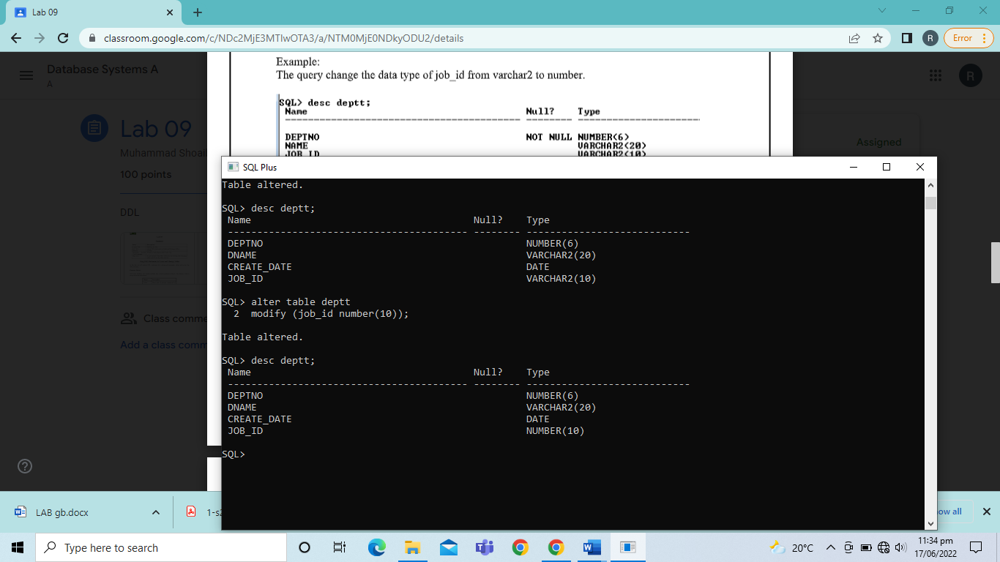 Lab 09
classroom.google.com/c/NDc2MjE3MTIwOTA3/a/NTM0MjE0NDkyODU2/details
R
Error
Example:
The query change the data type of job_id from varchar2 to number.
Database Systems A
A
R
SQL> desc deptt;
Name Null? Type
----------------------------------------- -------- ----------------------------
DEPTNO NOT NULL NUMBER(6)
NAME VARCHAR2(20)
JOB_ID VARCHAR2(10)
Lab 09
Assigned
Muhammad Shoai
100 points
DDL
Class comme
Add a class comm
SQL Plus
Table altered.
SQL> desc deptt;
Name Null? Type
----------------------------------------- -------- ----------------------------
DEPTNO NUMBER(6)
DNAME VARCHAR2(20)
CREATE_DATE DATE
JOB_ID VARCHAR2(10)
SQL> alter table deptt
2 modify (job_id number(10));
Table altered.
SQL> desc deptt;
Name Null? Type
----------------------------------------- -------- ----------------------------
DEPTNO NUMBER(6)
DNAME VARCHAR2(20)
CREATE_DATE DATE
JOB_ID NUMBER(10)
SQL>
LAB gb.docx
1-s2
ow all
Type here to search
20°C
11:34 pm
17/06/2022